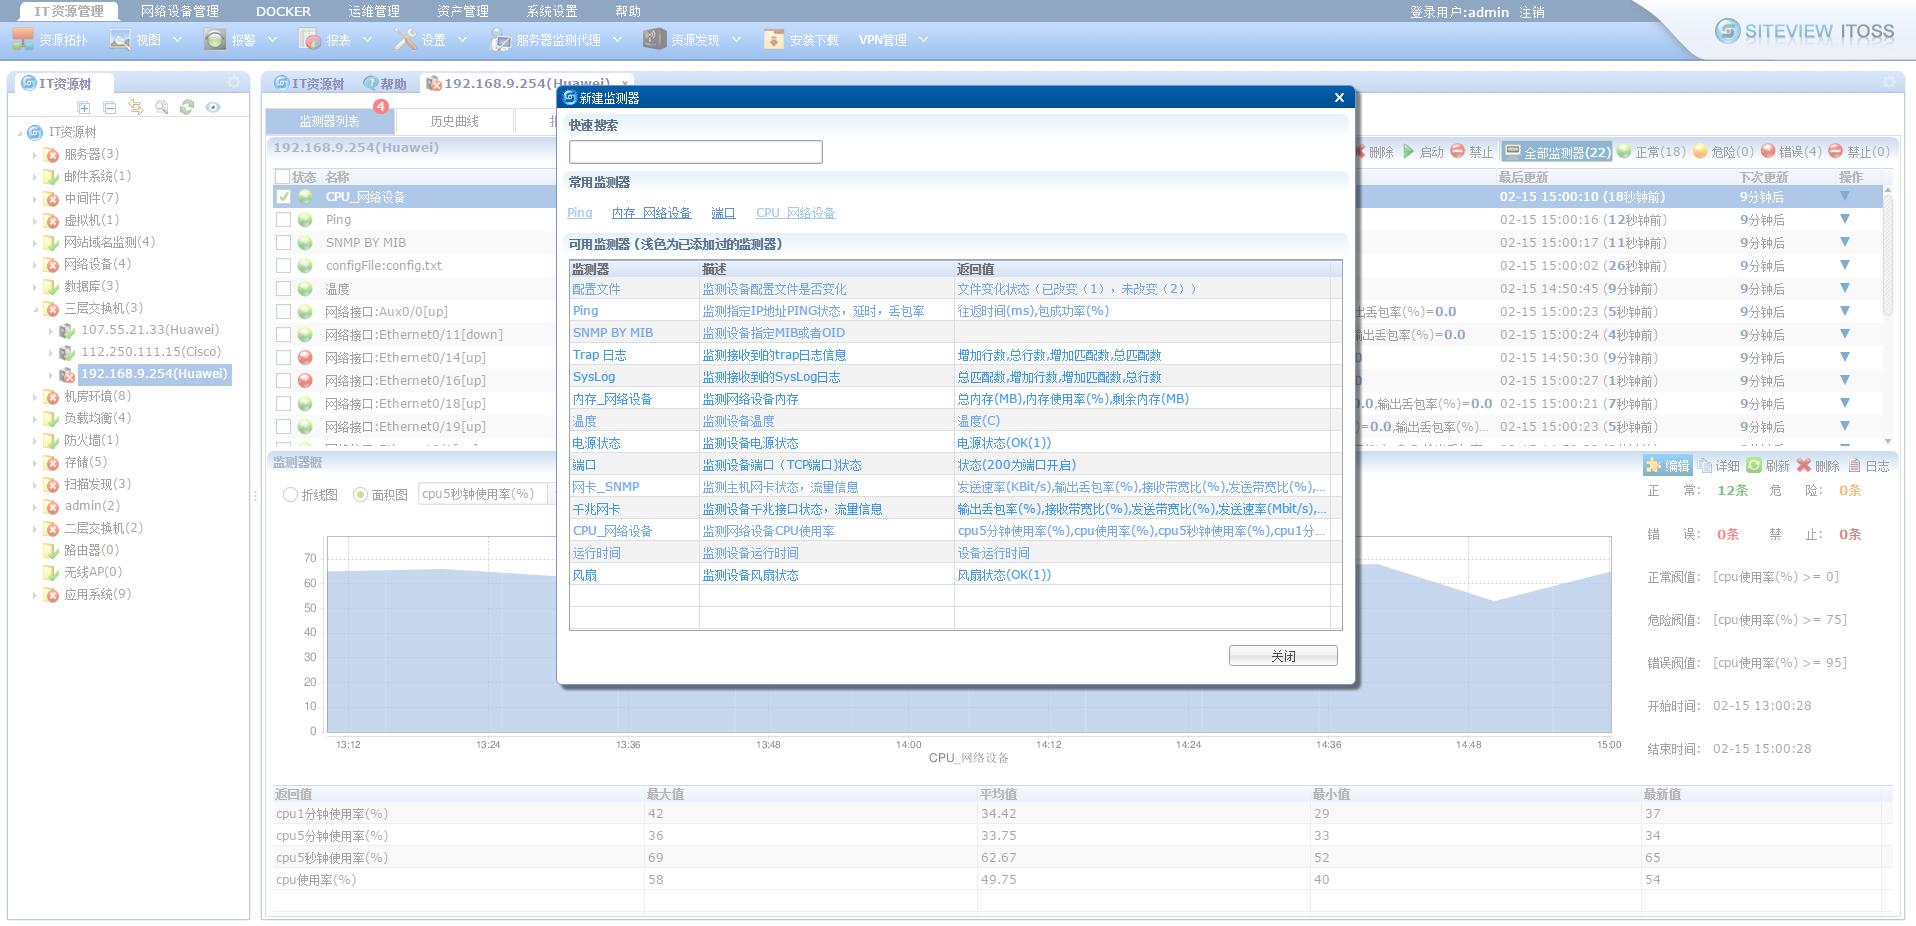 IT资源管理 网络设备管理 DOCKER 运维管理 资产管理 系统设置 帮助 登录用户:admin 注销
资源拓扑 视图 报警 报表 设置 服务器监测代理 资源发现 安装下载 VPN管理 SITEVIEW ITOSS
IT资源树
IT资源树
服务器(3)
邮件系统(1)
中间件(7)
虚拟机(1)
网站域名监测(4)
网络设备(4)
数据库(3)
三层交换机(3)
107.55.21.33(Huawei)
112.250.111.15(Cisco)
192.168.9.254(Huawei)
机房环境(8)
负载均衡(4)
防火墙(1)
存储(5)
扫描发现(3)
admin(2)
二层交换机(2)
路由器(0)
无线AP(0)
应用系统(9)
IT资源树 帮助 192.168.9.254(Huawei)
监测器列表 4 历史曲线
192.168.9.254(Huawei) 删除 启动 禁止 全部监测器(22) 正常(18) 危险(0) 错误(4) 禁止(0)
状态 名称 最后更新 下次更新 操作
CPU_网络设备 02-15 15:00:10 (18秒钟前) 9分钟后
Ping 02-15 15:00:16 (12秒钟前) 9分钟后
SNMP BY MIB 02-15 15:00:17 (11秒钟前) 9分钟后
configFile:config.txt 02-15 15:00:02 (26秒钟前) 9分钟后
温度 02-15 14:50:45 (9分钟前) 9分钟后
网络接口:Aux0/0[up] 出丢包率(%)=0.0 02-15 15:00:23 (5秒钟前) 9分钟后
网络接口:Ethernet0/11[down] 输出丢包率(%)=0.0 02-15 15:00:24 (4秒钟前) 9分钟后
网络接口:Ethernet0/14[up] 02-15 14:50:30 (9分钟前) 9分钟后
网络接口:Ethernet0/16[up] 02-15 15:00:27 (1秒钟前) 9分钟后
网络接口:Ethernet0/18[up] 0.0,输出丢包率(%)=0.0 02-15 15:00:21 (7秒钟前) 9分钟后
网络接口:Ethernet0/19[up] =0.0,输出丢包率(%)... 02-15 15:00:23 (5秒钟前) 9分钟后
新建监测器
快速搜索
常用监测器
Ping 内存_网络设备 端口 CPU_网络设备
可用监测器 (浅色为已添加过的监测器)
监测器 描述 返回值
配置文件 监测设备配置文件是否变化 文件变化状态（已改变（1），未改变（2））
Ping 监测指定IP地址PING状态，延时，丢包率 往返时间(ms),包成功率(%)
SNMP BY MIB 监测设备指定MIB或者OID
Trap 日志 监测接收到的trap日志信息 增加行数,总行数,增加匹配数,总匹配数
SysLog 监测接收到的SysLog日志 总匹配数,增加行数,增加匹配数,总行数
内存_网络设备 监测网络设备内存 总内存(MB),内存使用率(%),剩余内存(MB)
温度 监测设备温度 温度(C)
电源状态 监测设备电源状态 电源状态(OK(1))
端口 监测设备端口（TCP端口)状态 状态(200为端口开启)
网卡_SNMP 监测主机网卡状态，流量信息 发送速率(KBit/s),输出丢包率(%),接收带宽比(%),发送带宽比(%),...
千兆网卡 监测设备千兆接口状态，流量信息 输出丢包率(%),接收带宽比(%),发送带宽比(%),发送速率(Mbit/s),...
CPU_网络设备 监测网络设备CPU使用率 cpu5分钟使用率(%),cpu使用率(%),cpu5秒钟使用率(%),cpu1分...
运行时间 监测设备运行时间 设备运行时间
风扇 监测设备风扇状态 风扇状态(OK(1))
关闭
监测器概 编辑 详细 刷新 删除 日志
折线图 面积图 cpu5秒钟使用率(%)
正 常: 12条 危 险: 0条
错 误: 0条 禁 止: 0条
正常阀值: [cpu使用率(%) >= 0]
危险阀值: [cpu使用率(%) >= 75]
错误阀值: [cpu使用率(%) >= 95]
开始时间: 02-15 13:00:28
结束时间: 02-15 15:00:28
70
60
50
40
30
20
10
0
13:12 13:24 13:36 13:48 14:00 14:12 14:24 14:36 14:48 15:00
CPU_网络设备
返回值 最大值 平均值 最小值 最新值
cpu1分钟使用率(%) 42 34.42 29 37
cpu5分钟使用率(%) 36 33.75 33 34
cpu5秒钟使用率(%) 69 62.67 52 65
cpu使用率(%) 58 49.75 40 54